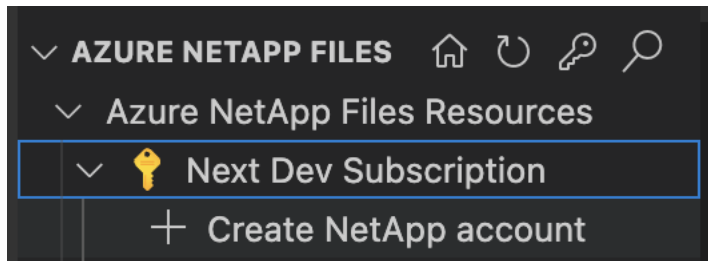 AZURE NETAPP FILES
Azure NetApp Files Resources
Next Dev Subscription
Create NetApp account